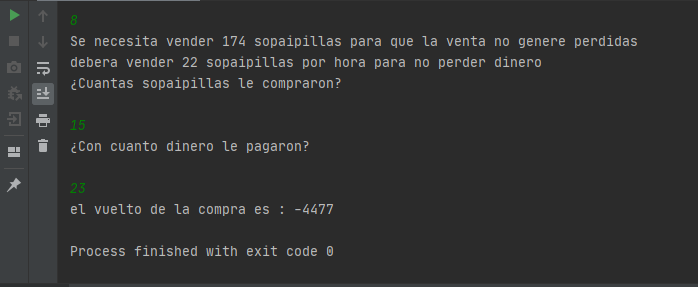 8
Se necesita vender 174 sopaipillas para que la venta no genere perdidas
debera vender 22 sopaipillas por hora para no perder dinero
¿Cuantas sopaipillas le compraron?
15
¿Con cuanto dinero le pagaron?
23
el vuelto de la compra es : -4477
Process finished with exit code 0